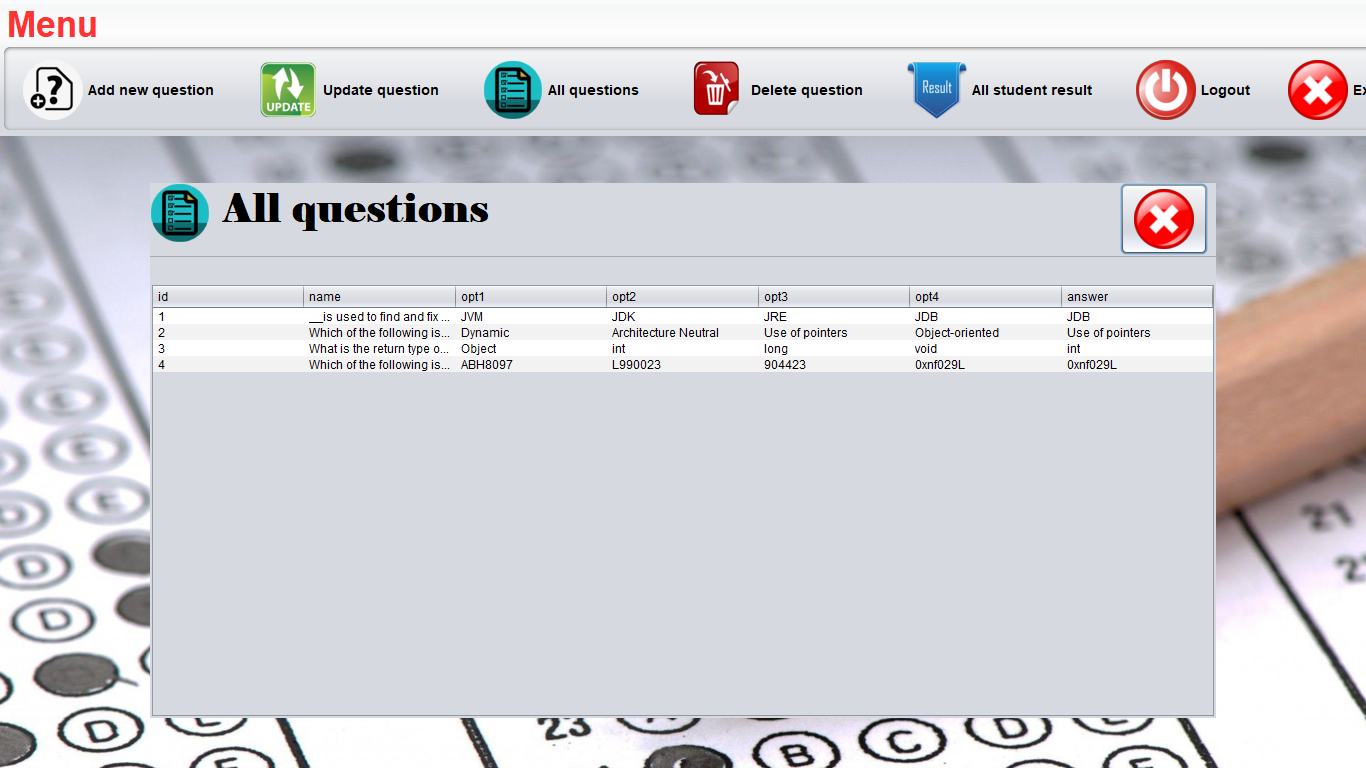 Menu
Add new question UPDATE Update question All questions Delete question Result All student result Logout Ex
All questions
id name opt1 opt2 opt3 opt4 answer
1 __is used to find and fix ... JVM JDK JRE JDB JDB
2 Which of the following is... Dynamic Architecture Neutral Use of pointers Object-oriented Use of pointers
3 What is the return type o... Object int long void int
4 Which of the following is... ABH8097 L990023 904423 0xnf029L 0xnf029L
E
E
D
21
D
D E 23 A D
B C